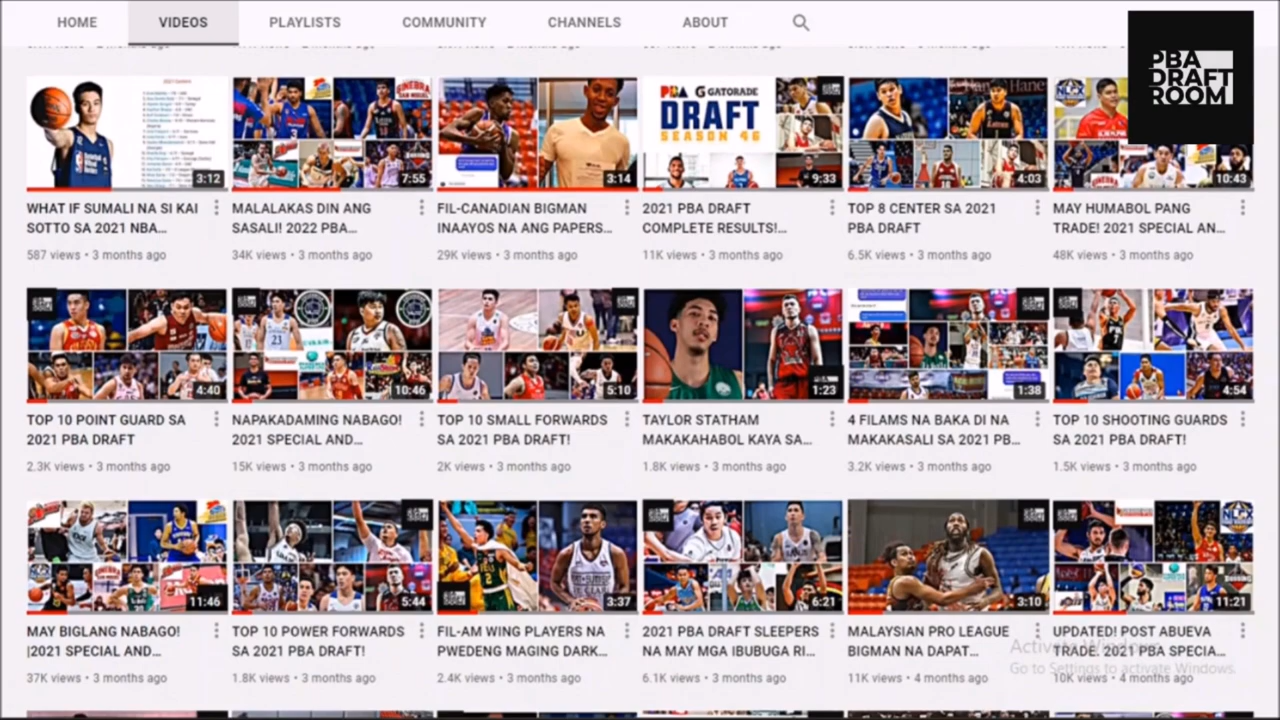 HOME VIDEOS PLAYLISTS COMMUNITY CHANNELS ABOUT
PBA
DRAFT
ROOM
3:12 7:55 3:14 9:33 4:03 10:43
GATORADE
DRAFT
SEASON 46
WHAT IF SUMALI NA SI KAI
SOTTO SA 2021 NBA...
587 views • 3 months ago
MALALAKAS DIN ANG
SASALI! 2022 PBA...
34K views • 3 months ago
FIL-CANADIAN BIGMAN
INAAYOS NA ANG PAPERS...
29K views • 3 months ago
2021 PBA DRAFT
COMPLETE RESULTS!...
11K views • 3 months ago
TOP 8 CENTER SA 2021
PBA DRAFT
6.5K views • 3 months ago
MAY HUMABOL PANG
TRADE! 2021 SPECIAL AN...
48K views • 3 months ago
4:40 10:46 5:10 1:23 1:38 4:54
TOP 10 POINT GUARD SA
2021 PBA DRAFT
2.3K views • 3 months ago
NAPAKADAMING NABAGO!
2021 SPECIAL AND...
15K views • 3 months ago
TOP 10 SMALL FORWARDS
SA 2021 PBA DRAFT!
2K views • 3 months ago
TAYLOR STATHAM
MAKAKAHABOL KAYA SA...
1.8K views • 3 months ago
4 FILAMS NA BAKA DI NA
MAKAKASALI SA 2021 PB...
3.2K views • 3 months ago
TOP 10 SHOOTING GUARDS
SA 2021 PBA DRAFT!
1.5K views • 3 months ago
11:46 5:44 3:37 6:21 3:10 11:21
MAY BIGLANG NABAGO!
|2021 SPECIAL AND...
37K views • 3 months ago
TOP 10 POWER FORWARDS
SA 2021 PBA DRAFT!
1.8K views • 3 months ago
FIL-AM WING PLAYERS NA
PWEDENG MAGING DARK...
2.4K views • 3 months ago
2021 PBA DRAFT SLEEPERS
NA MAY MGA IBUBUGA RI...
6.1K views • 3 months ago
MALAYSIAN PRO LEAGUE
BIGMAN NA DAPAT...
11K views • 4 months ago
UPDATED! POST ABUEVA
TRADE. 2021 PBA SPECIA...
10K views • 4 months ago
Activate Windows
Go to Settings to activate Windows.